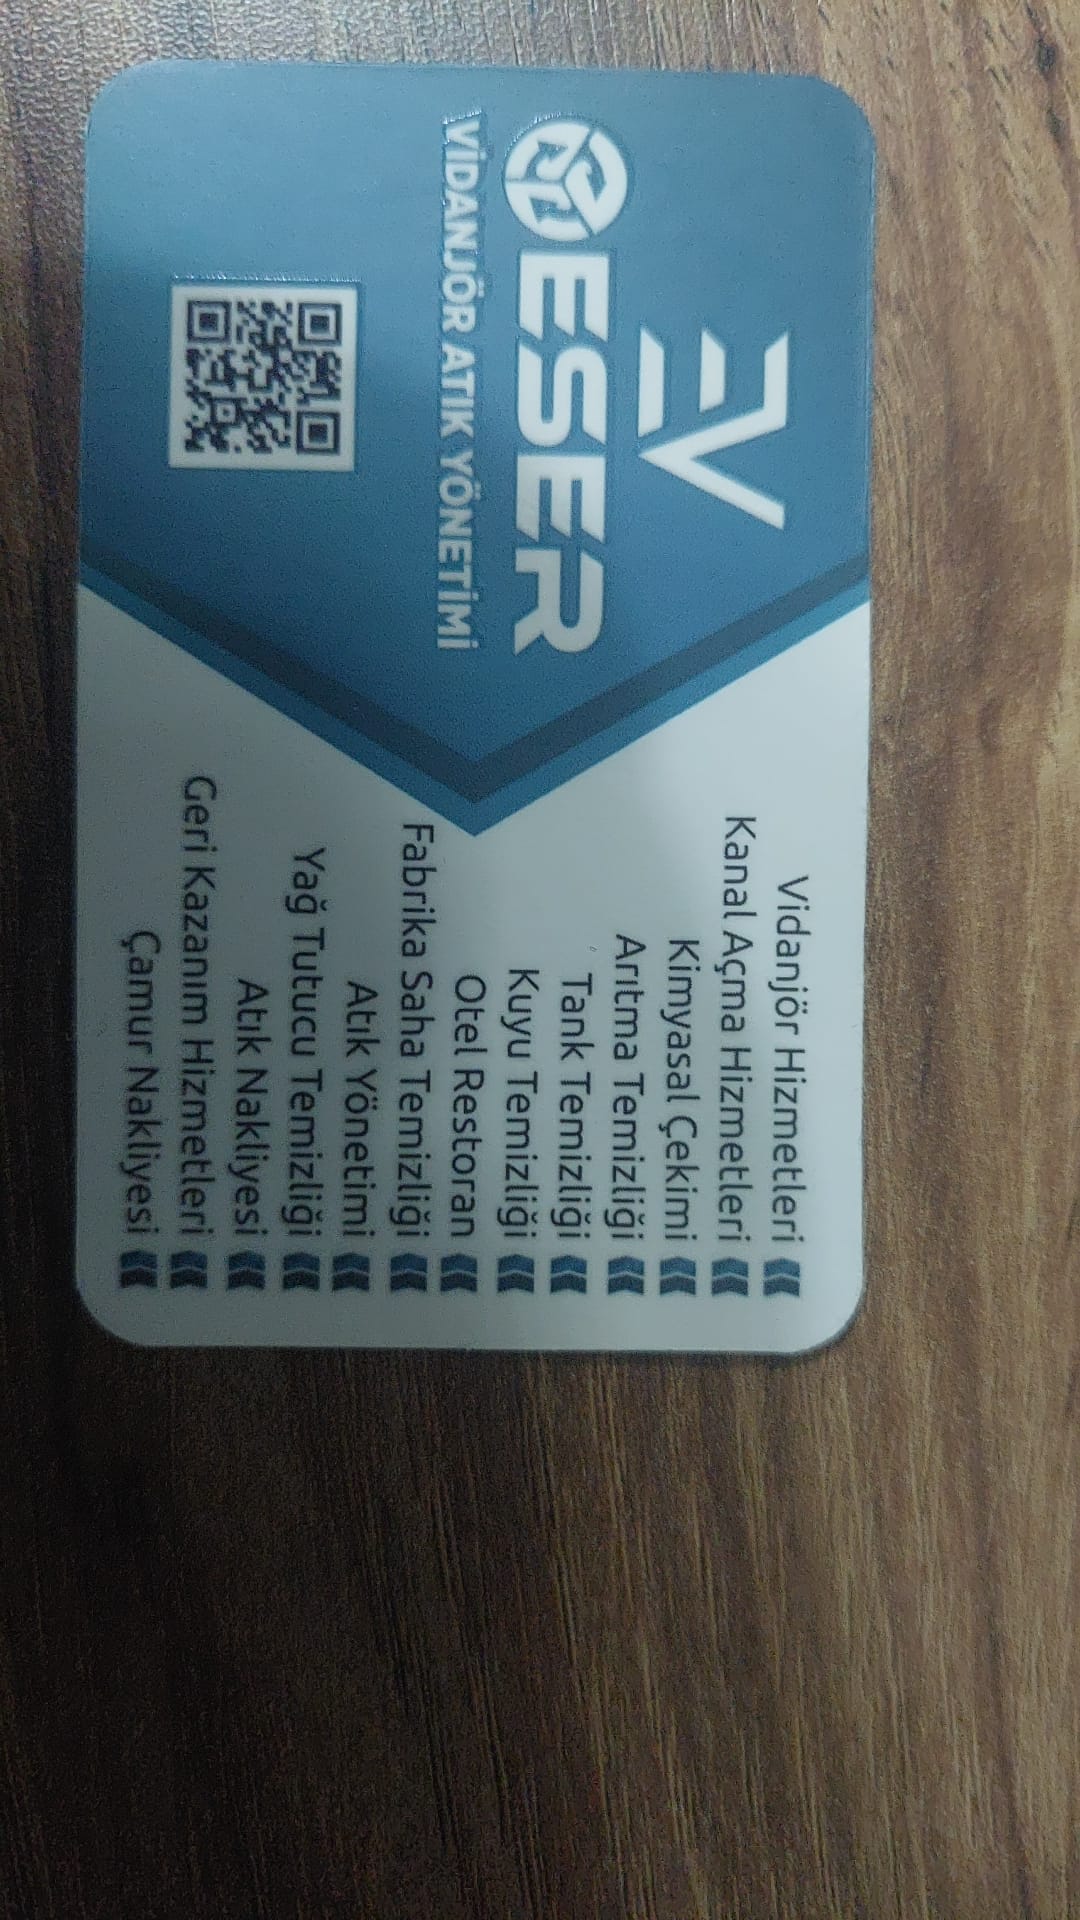 EV
ESER
VİDANJÖR ATIK YÖNETİMİ
Vidanjör Hizmetleri
Kanal Açma Hizmetleri
Kimyasal Çekimi
Arıtma Temizliği
Tank Temizliği
Kuyu Temizliği
Otel Restoran
Fabrika Saha Temizliği
Atık Yönetimi
Yağ Tutucu Temizliği
Atık Nakliyesi
Geri Kazanım Hizmetleri
Çamur Nakliyesi